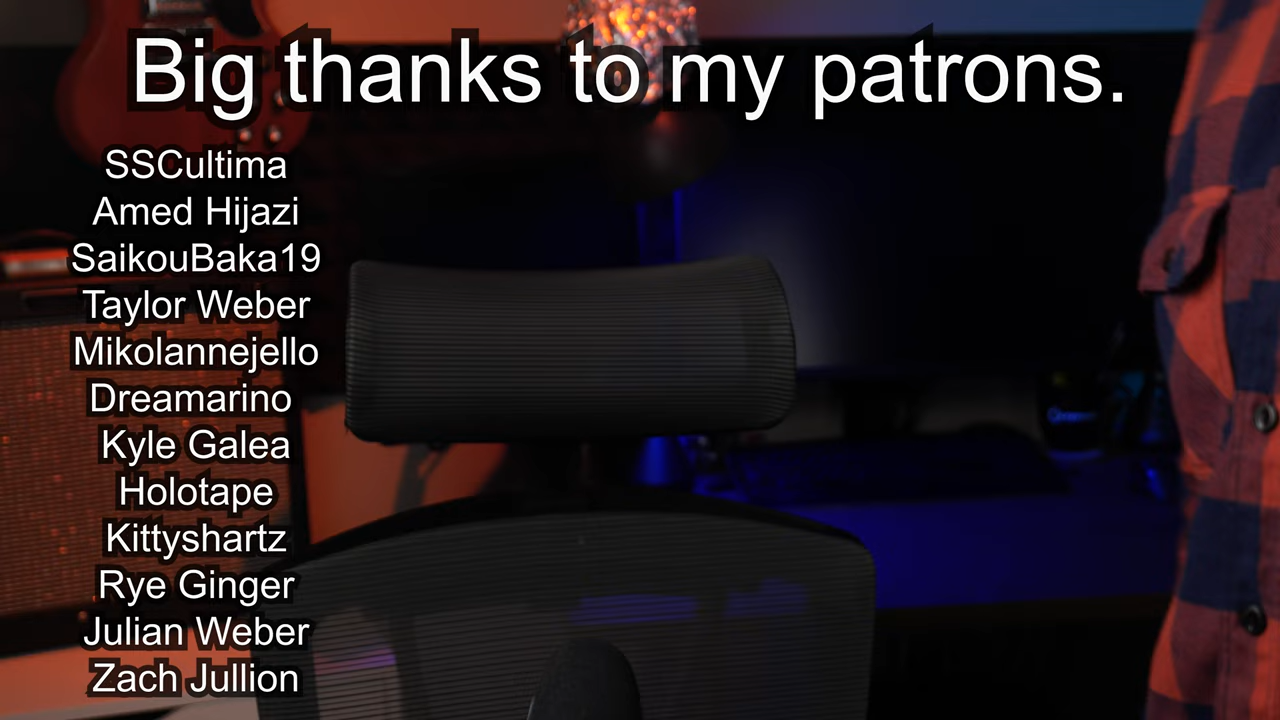 Big thanks to my patrons.
SSCultima
Amed Hijazi
SaikouBaka19
Taylor Weber
Mikolannejello
Dreamarino
Kyle Galea
Holotape
Kittyshartz
Rye Ginger
Julian Weber
Zach Jullion